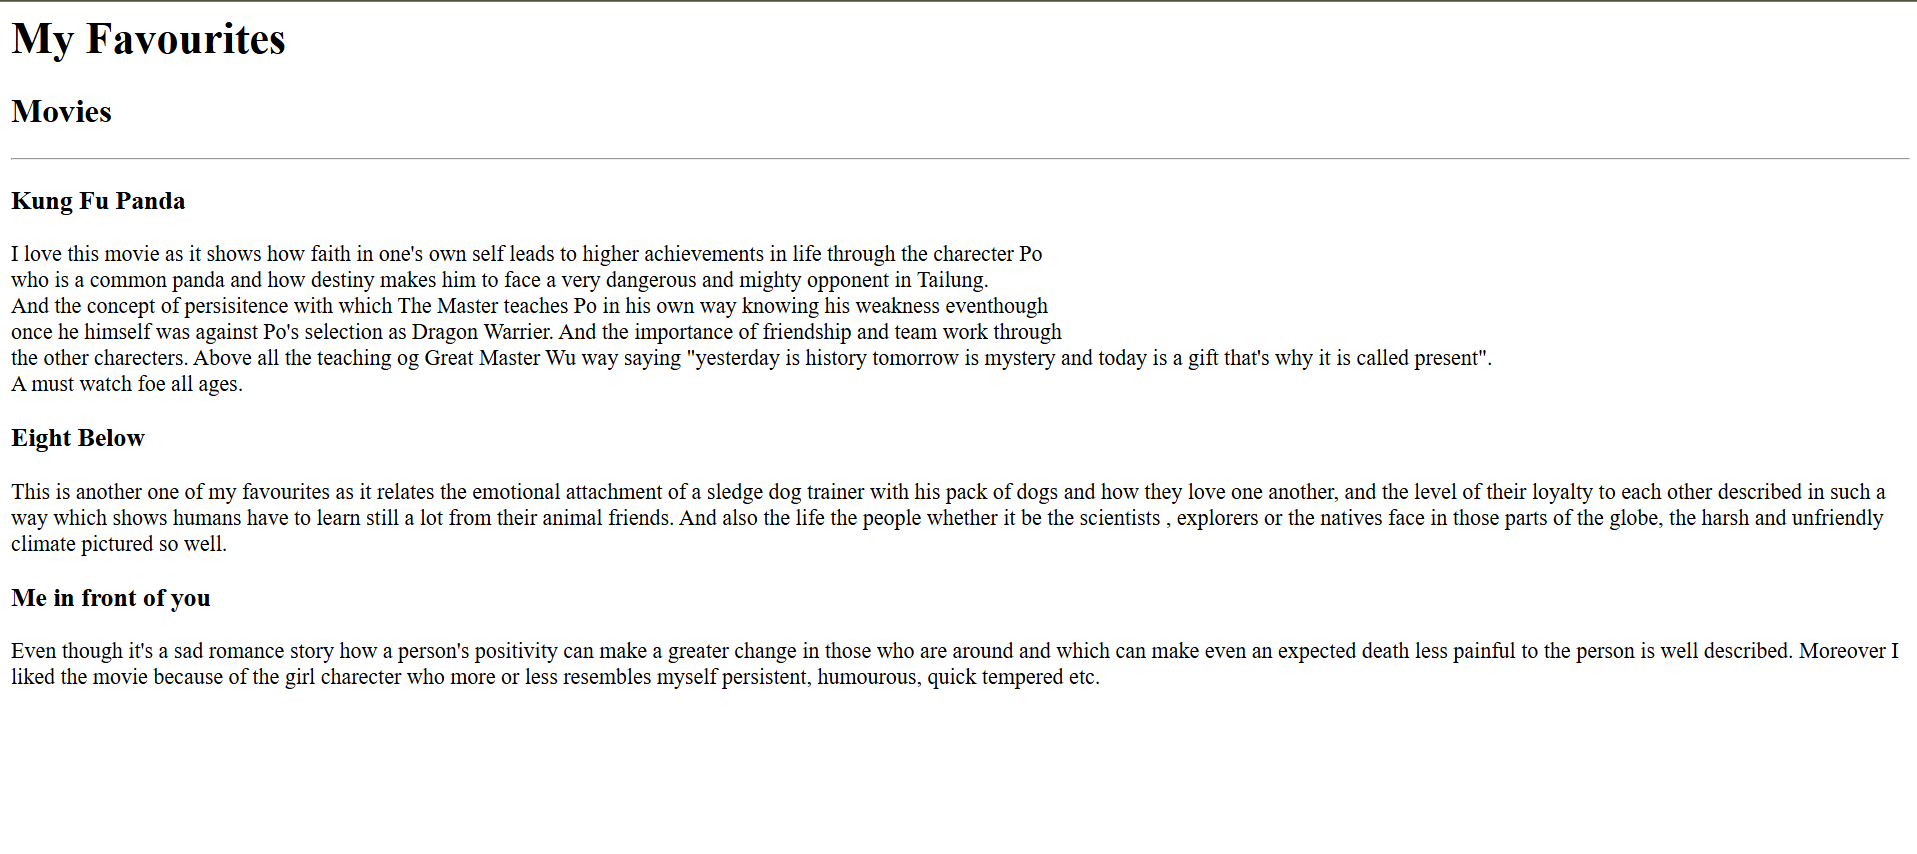 My Favourites
Movies
Kung Fu Panda
I love this movie as it shows how faith in one's own self leads to higher achievements in life through the charecter Po
who is a common panda and how destiny makes him to face a very dangerous and mighty opponent in Tailung.
And the concept of persisitence with which The Master teaches Po in his own way knowing his weakness eventhough
once he himself was against Po's selection as Dragon Warrier. And the importance of friendship and team work through
the other charecters. Above all the teaching og Great Master Wu way saying "yesterday is history tomorrow is mystery and today is a gift that's why it is called present".
A must watch foe all ages.
Eight Below
This is another one of my favourites as it relates the emotional attachment of a sledge dog trainer with his pack of dogs and how they love one another, and the level of their loyalty to each other described in such a
way which shows humans have to learn still a lot from their animal friends. And also the life the people whether it be the scientists , explorers or the natives face in those parts of the globe, the harsh and unfriendly
climate pictured so well.
Me in front of you
Even though it's a sad romance story how a person's positivity can make a greater change in those who are around and which can make even an expected death less painful to the person is well described. Moreover I
liked the movie because of the girl charecter who more or less resembles myself persistent, humourous, quick tempered etc.